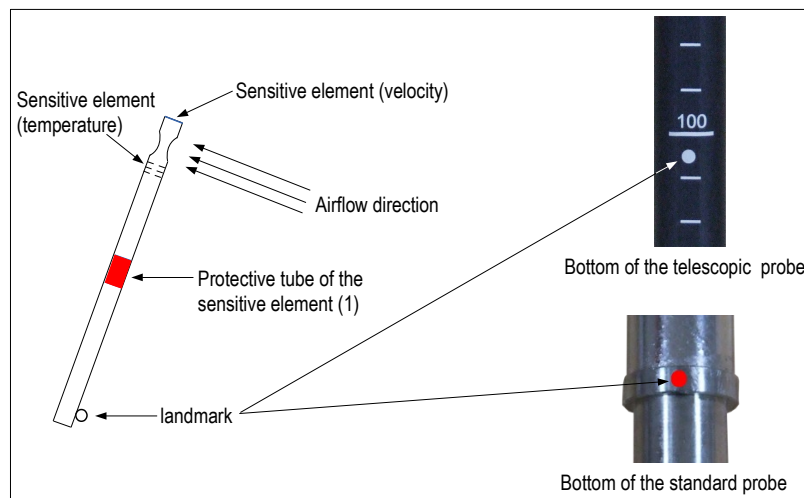 Sensitive element (velocity)
Sensitive element
(temperature)
100
Airflow direction
Bottom of the telescopic probe
Protective tube of the
sensitive element (1)
landmark
Bottom of the standard probe